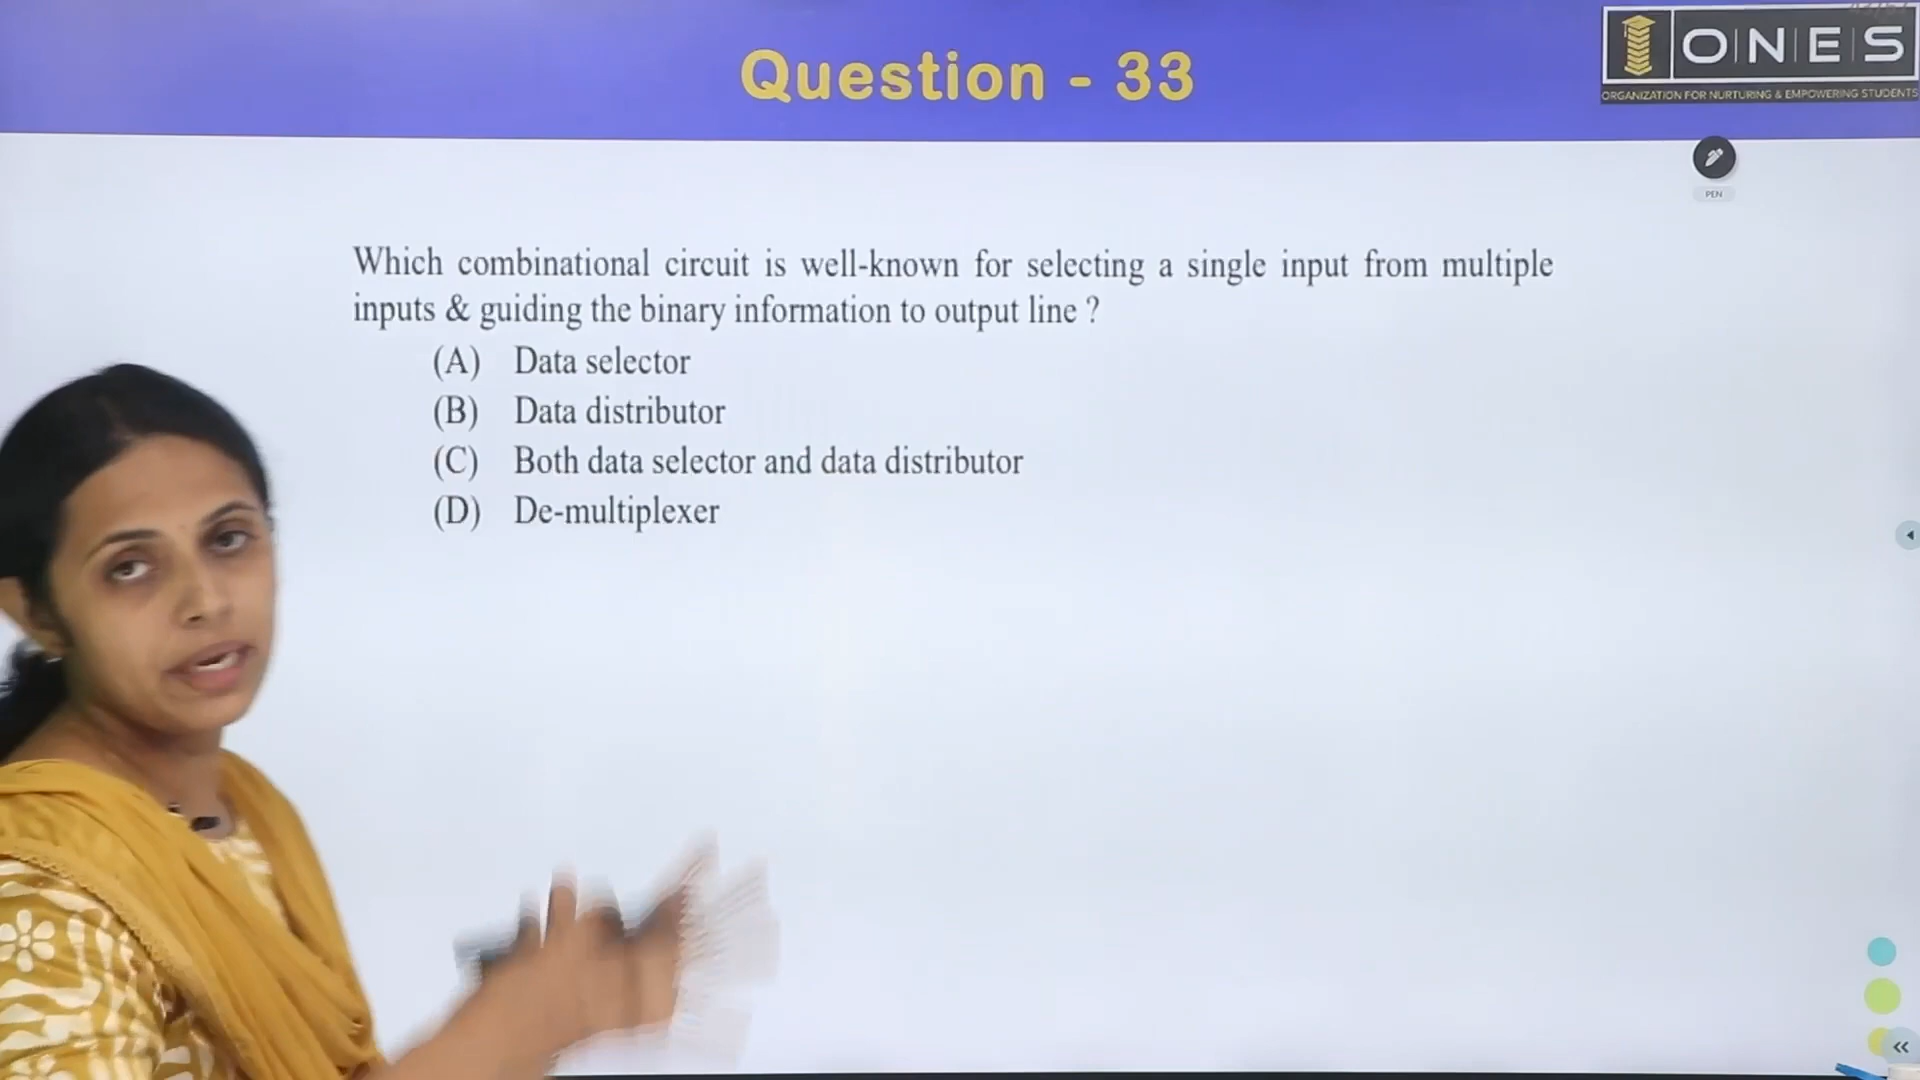 Question - 33
ONES
ORGANIZATION FOR NURTURING & EMPOWERING STUDENTS
PEN
Which combinational circuit is well-known for selecting a single input from multiple
inputs & guiding the binary information to output line ?
(A) Data selector
(B) Data distributor
(C) Both data selector and data distributor
(D) De-multiplexer